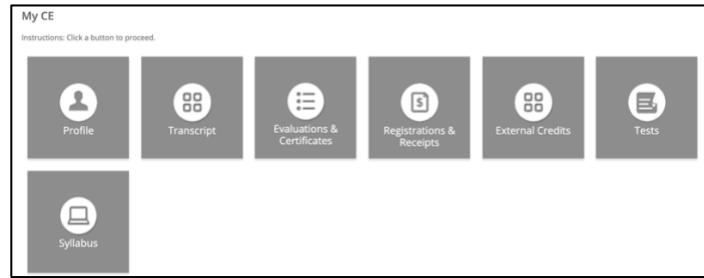 My CE
Instructions: Click a button to proceed.
Profile
Transcript
Evaluations &
Certificates
Registrations &
Receipts
External Credits
Tests
Syllabus